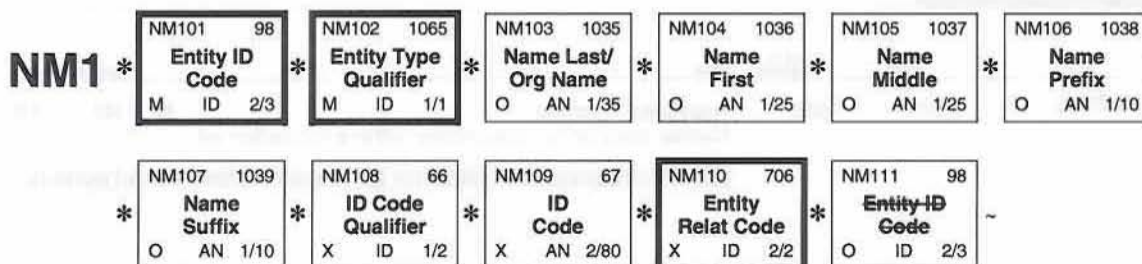 NM101 98 NM102 1065 NM103 1035 NM104 1036 NM105 1037 NM106 1038
NM1 * Entity ID Code * Entity Type Qualifier * Name Last/ Org Name * Name First * Name Middle * Name Prefix
M ID 2/3 M ID 1/1 O AN 1/35 O AN 1/25 O AN 1/25 O AN 1/10
NM107 1039 NM108 66 NM109 67 NM110 706 NM111 98
* Name Suffix * ID Code Qualifier * ID Code * Entity Relat Code * Entity ID Code ~
O AN 1/10 X ID 1/2 X AN 2/80 X ID 2/2 O ID 2/3